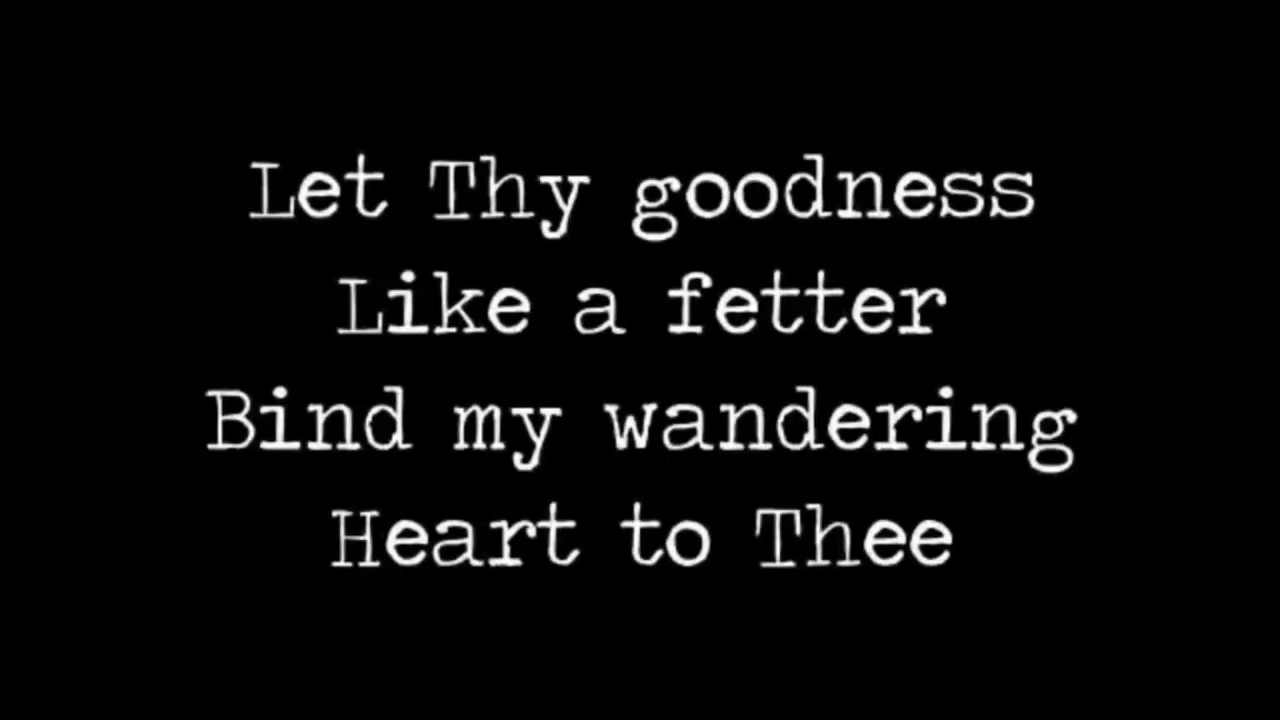 Let Thy goodness
Like a fetter
Bind my wandering
Heart to Thee